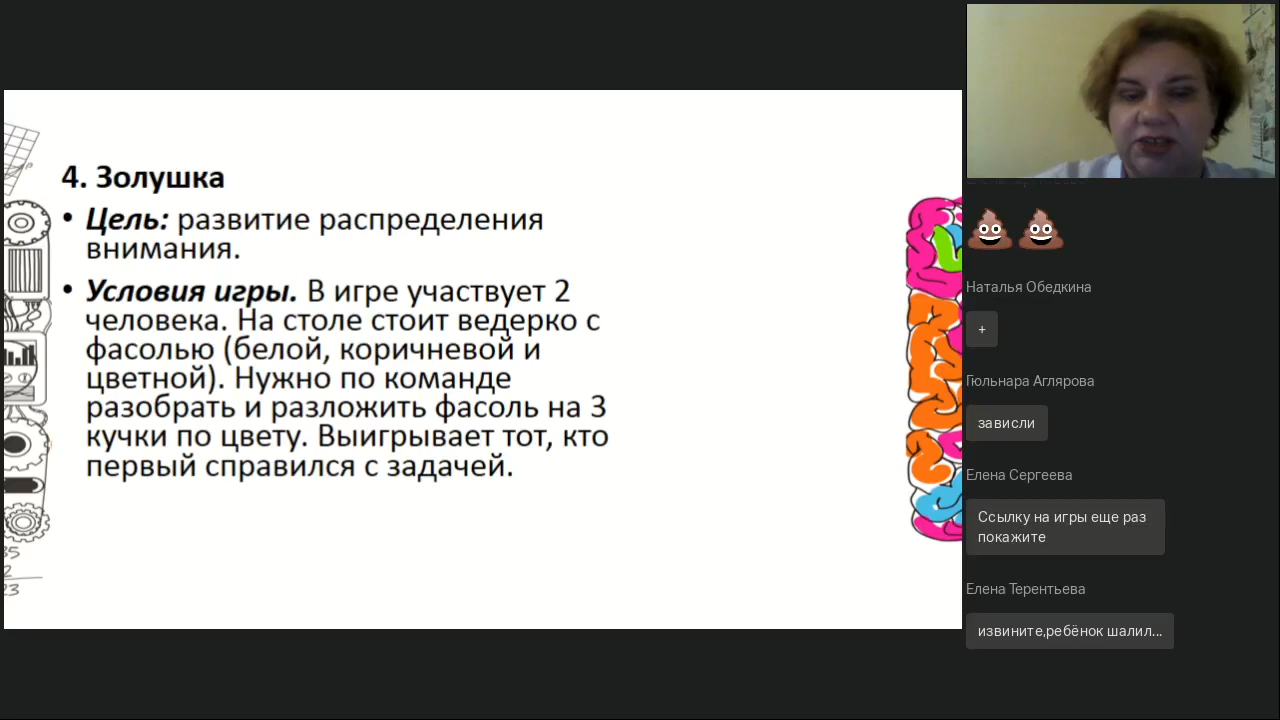 4. Золушка
• Цель: развитие распределения
внимания.
• Условия игры. В игре участвует 2
человека. На столе стоит ведерко с
фасолью (белой, коричневой и
цветной). Нужно по команде
разобрать и разложить фасоль на 3
кучки по цвету. Выигрывает тот, кто
первый справился с задачей.
Наталья Обедкина
+
Гюльнара Аглярова
зависли
Елена Сергеева
Ссылку на игры еще раз
покажите
Елена Терентьева
извините,ребёнок шалил...